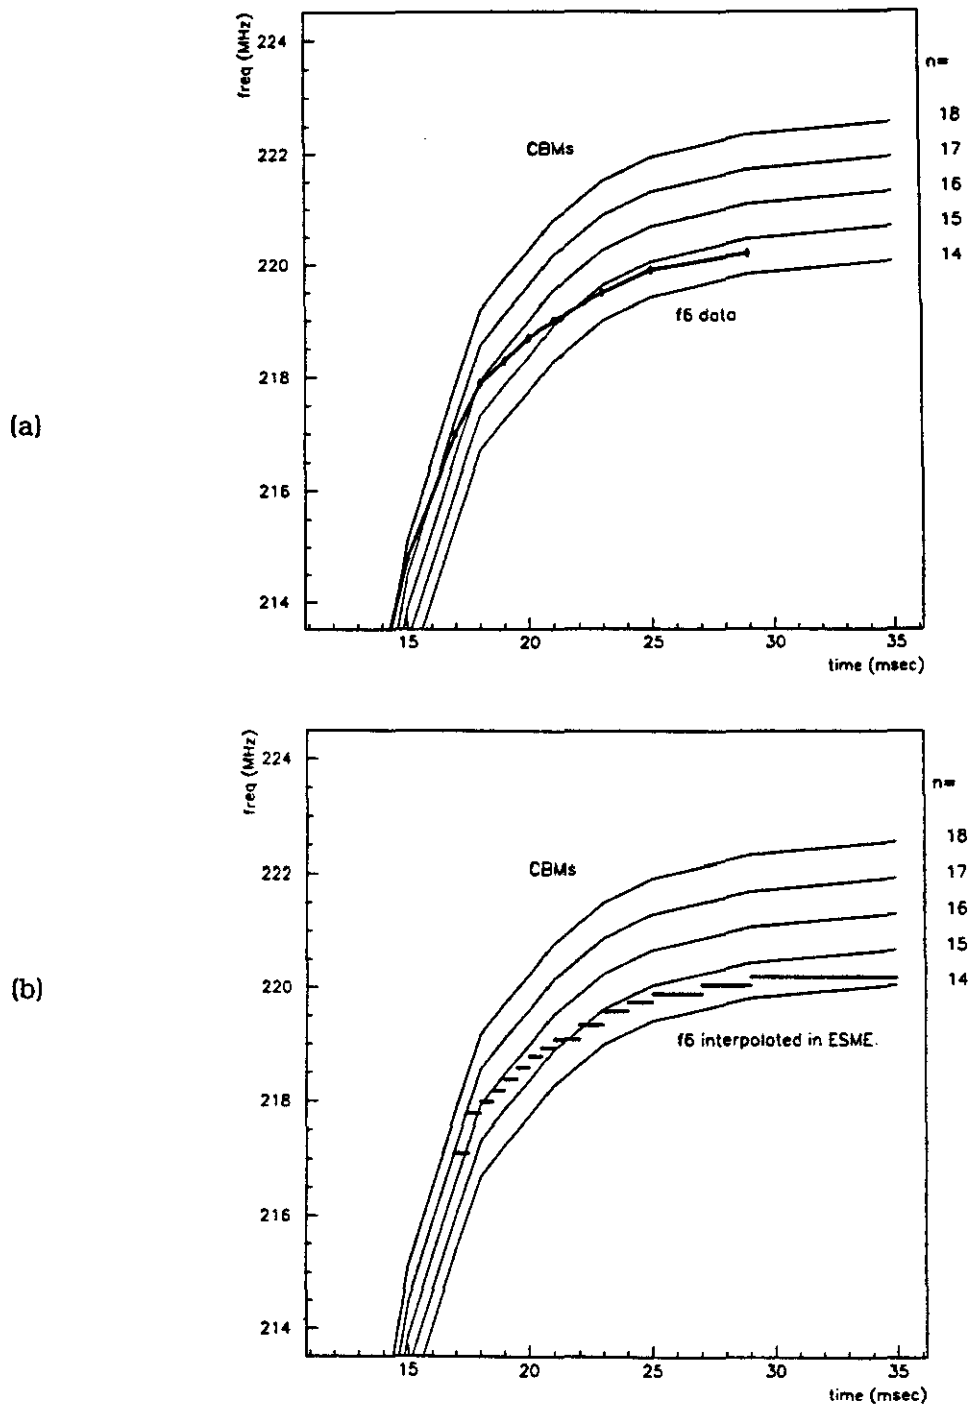 (a)
freq (MHz)
224
222
220
218
216
214
15
20
25
30
35
time (msec)
CBMs
f6 data
n=
18
17
16
15
14
(b)
freq (MHz)
224
222
220
218
216
214
15
20
25
30
35
time (msec)
CBMs
f6 interpolated in ESME.
n=
18
17
16
15
14